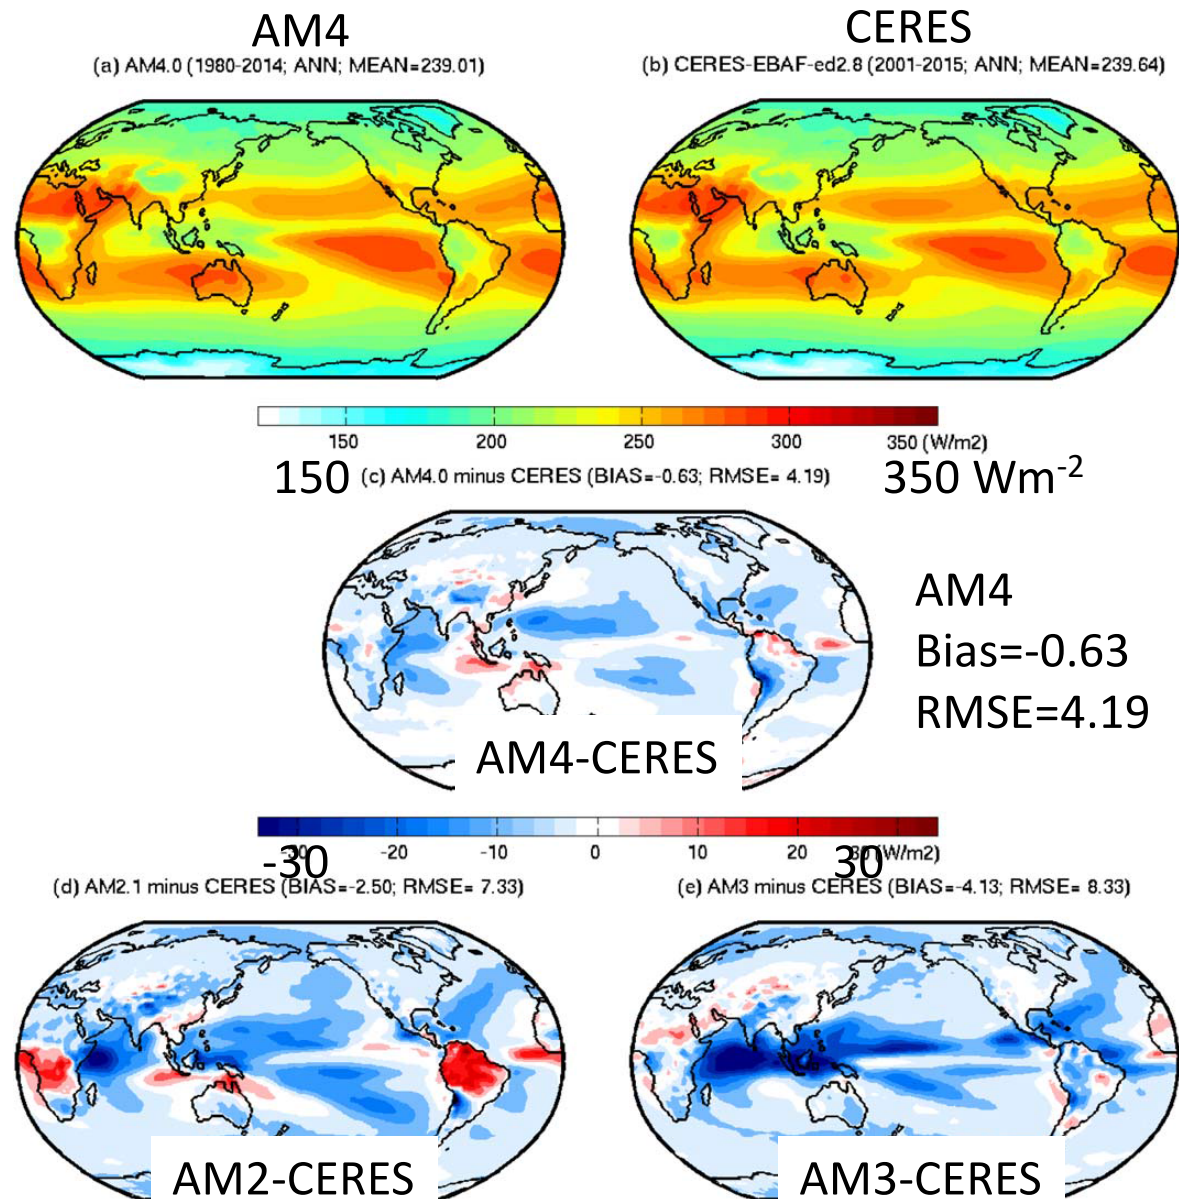 AM4
CERES
(a) AM4.0 (1980-2014; ANN; MEAN=239.01)
(b) CERES-EBAF-ed2.8 (2001-2015; ANN; MEAN=239.64)
150 200 250 300 350 (W/m2)
150 (c) AM4.0 minus CERES (BIAS=-0.63; RMSE= 4.19) 350 Wm-2
AM4
Bias=-0.63
RMSE=4.19
AM4-CERES
-30 -20 -10 0 10 20 30 (W/m2)
-30 30
(d) AM2.1 minus CERES (BIAS=-2.50; RMSE= 7.33)
(e) AM3 minus CERES (BIAS=-4.13; RMSE= 8.33)
AM2-CERES
AM3-CERES